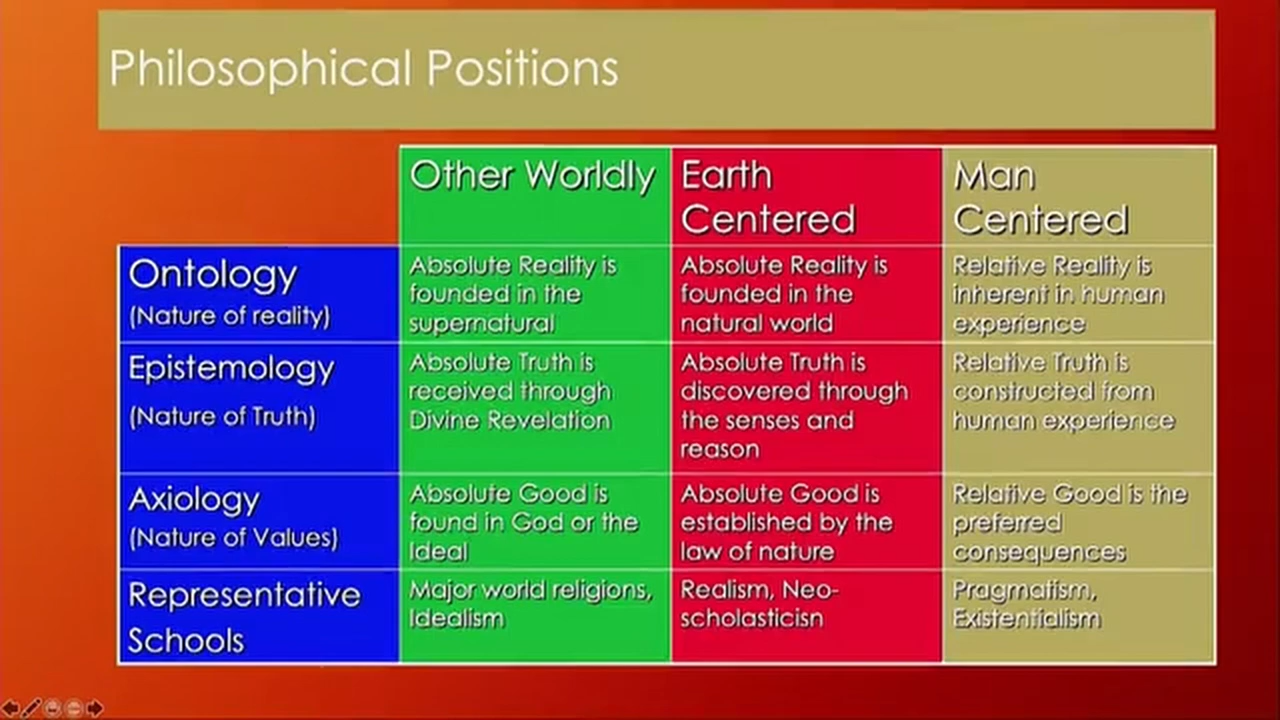 Philosophical Positions
Other Worldly
Earth
Centered
Man
Centered
Ontology
(Nature of reality)
Absolute Reality is
founded in the
supernatural
Absolute Reality is
founded in the
natural world
Relative Reality is
inherent in human
experience
Epistemology
(Nature of Truth)
Absolute Truth is
received through
Divine Revelation
Absolute Truth is
discovered through
the senses and
reason
Relative Truth is
constructed from
human experience
Axiology
(Nature of Values)
Absolute Good is
found in God or the
Ideal
Absolute Good is
established by the
law of nature
Relative Good is the
preferred
consequences
Representative
Schools
Major world religions,
Idealism
Realism, Neo-
scholasticisn
Pragmatism,
Existentialism